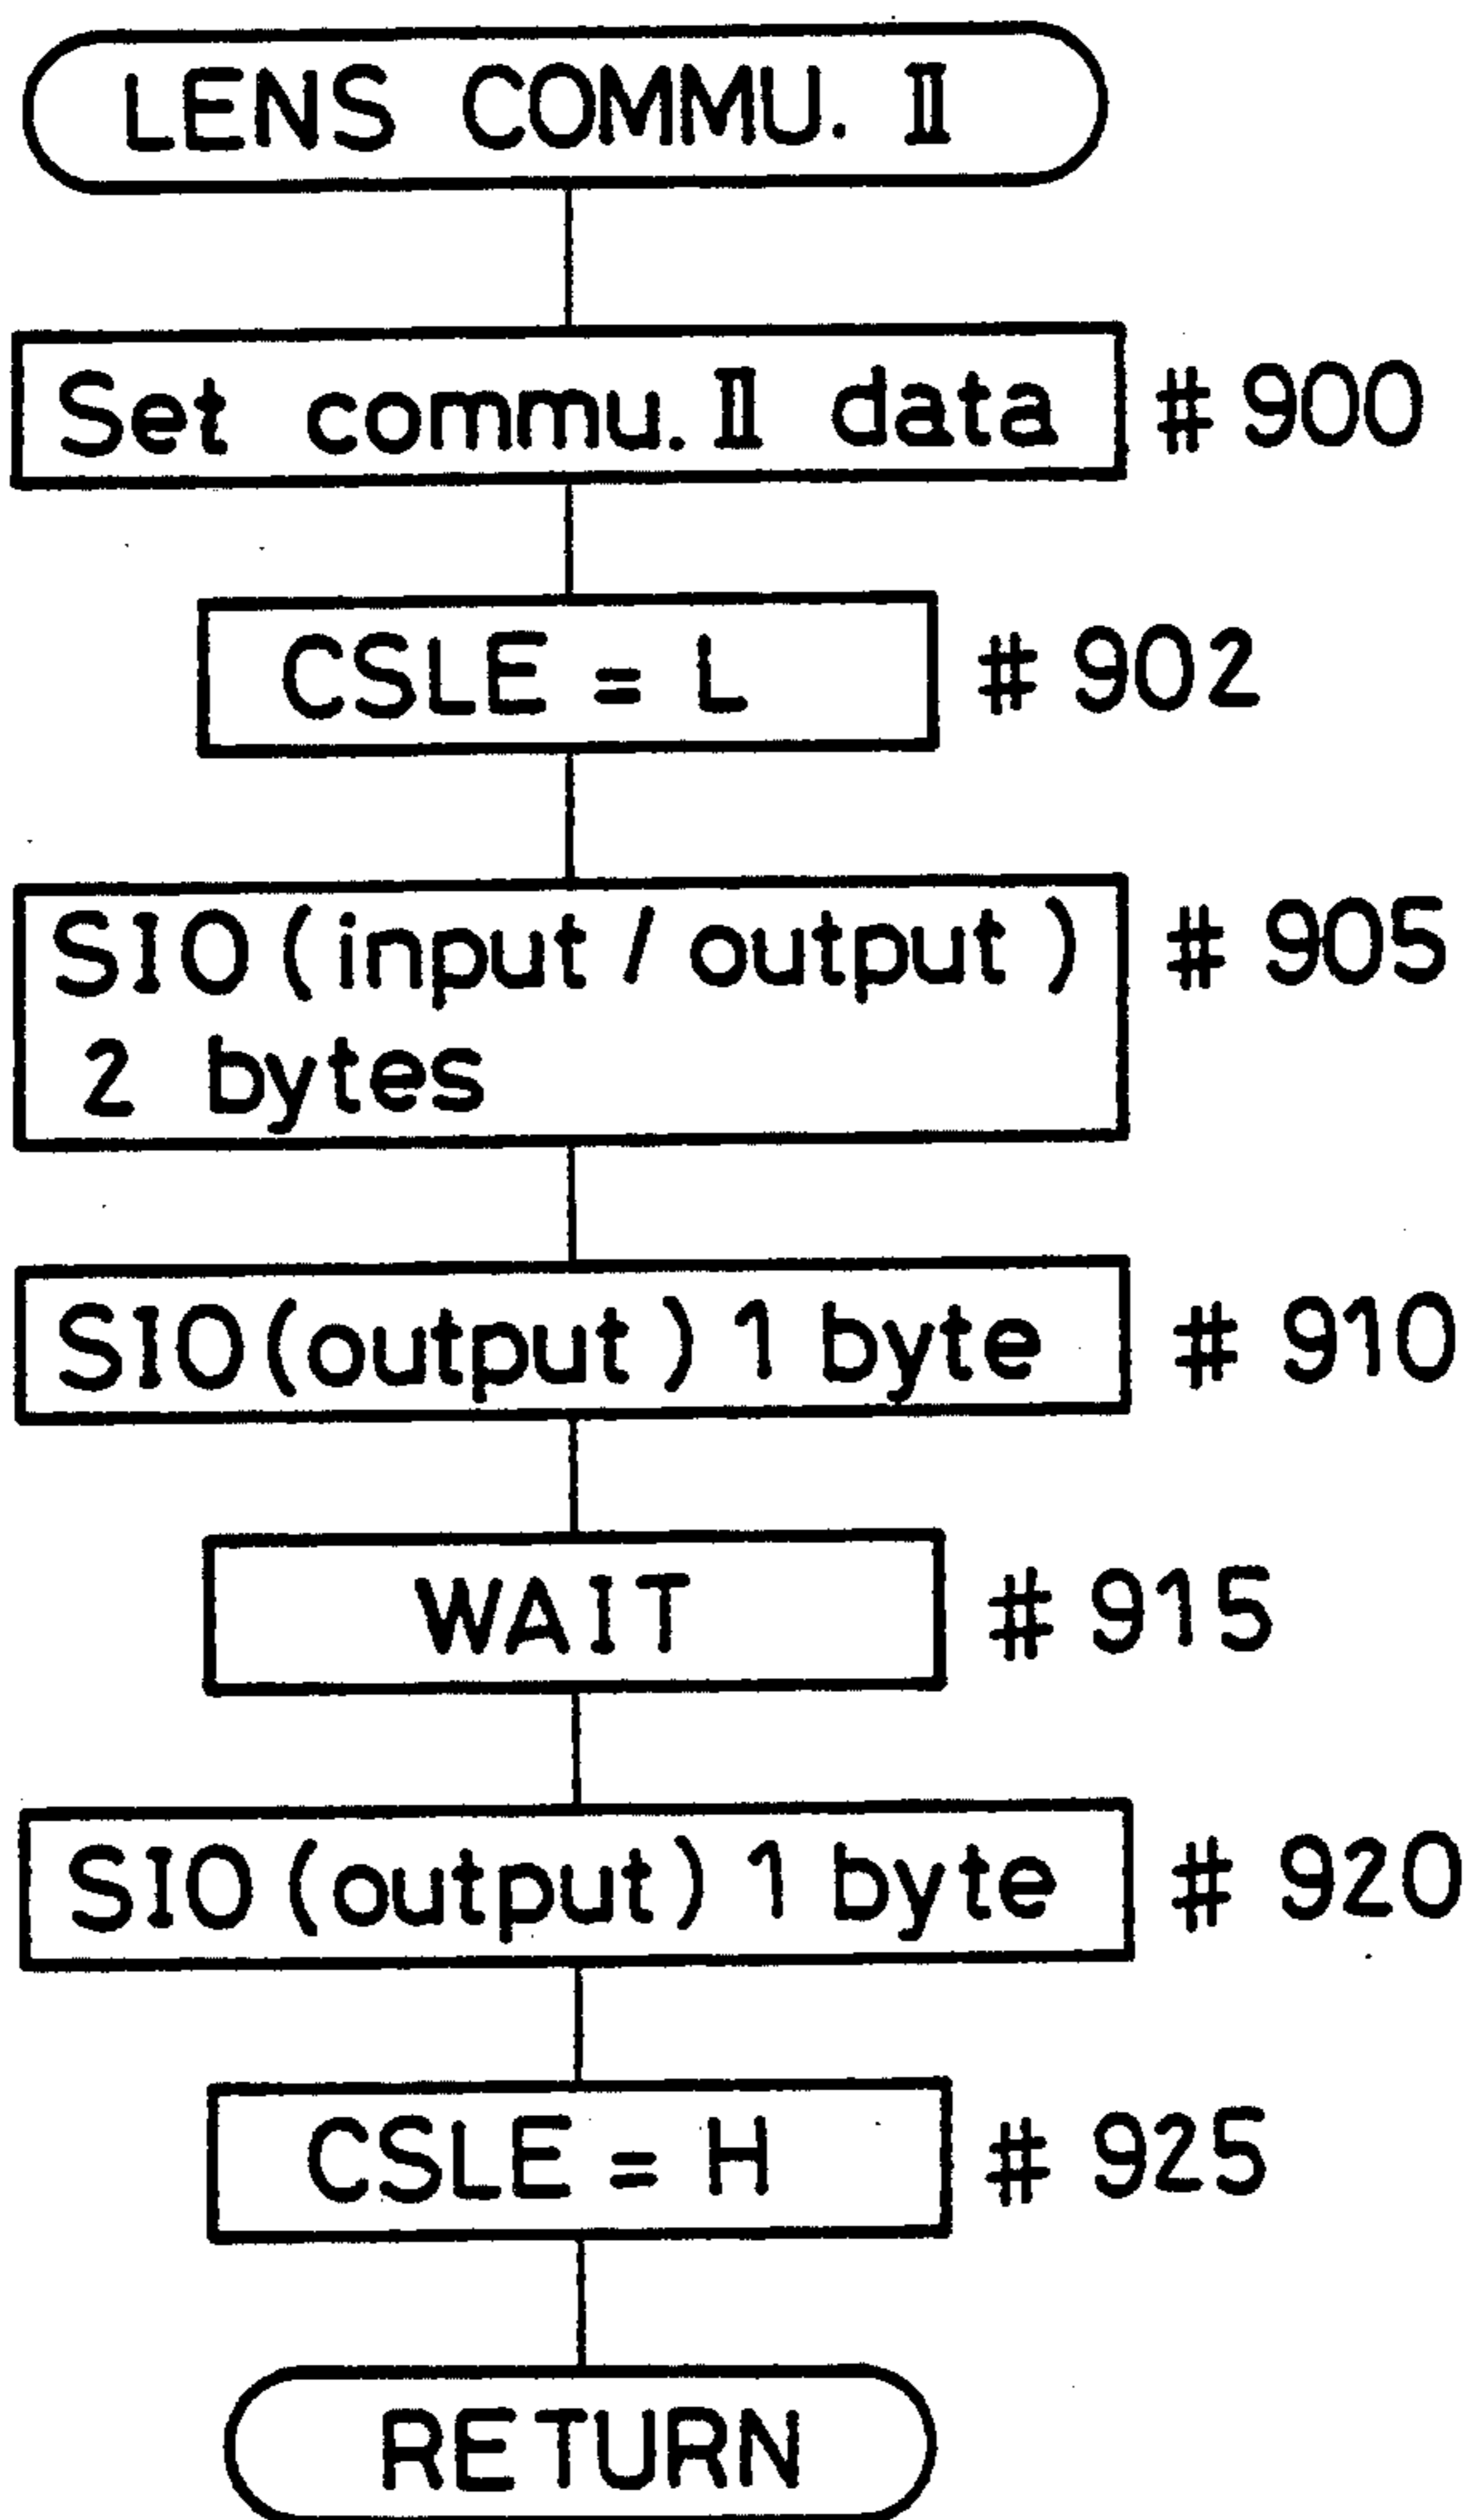 LENS COMMU. II
Set commu. II data # 900
CSLE = L # 902
SIO (input / output) # 905
2 bytes
SIO (output) 1 byte # 910
WAIT # 915
SIO (output) 1 byte # 920
CSLE = H # 925
RETURN